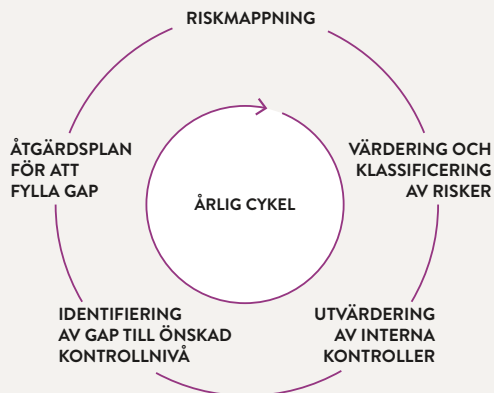 RISKMAPPNING
VÄRDERING OCH
KLASSIFICERING
AV RISKER
UTVÄRDERING
AV INTERNA
KONTROLLER
IDENTIFIERING
AV GAP TILL ÖNSKAD
KONTROLLNIVÅ
ÅTGÄRDSPLAN
FÖR ATT
FYLLA GAP
ÅRLIG CYKEL